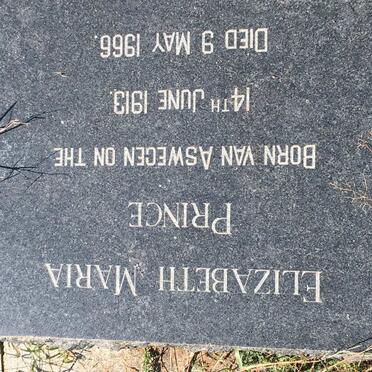 ELIZABETH MARIA
PRINCE
BORN VAN ASWEGEN ON THE
14TH JUNE 1913.
DIED 9 MAY 1966.